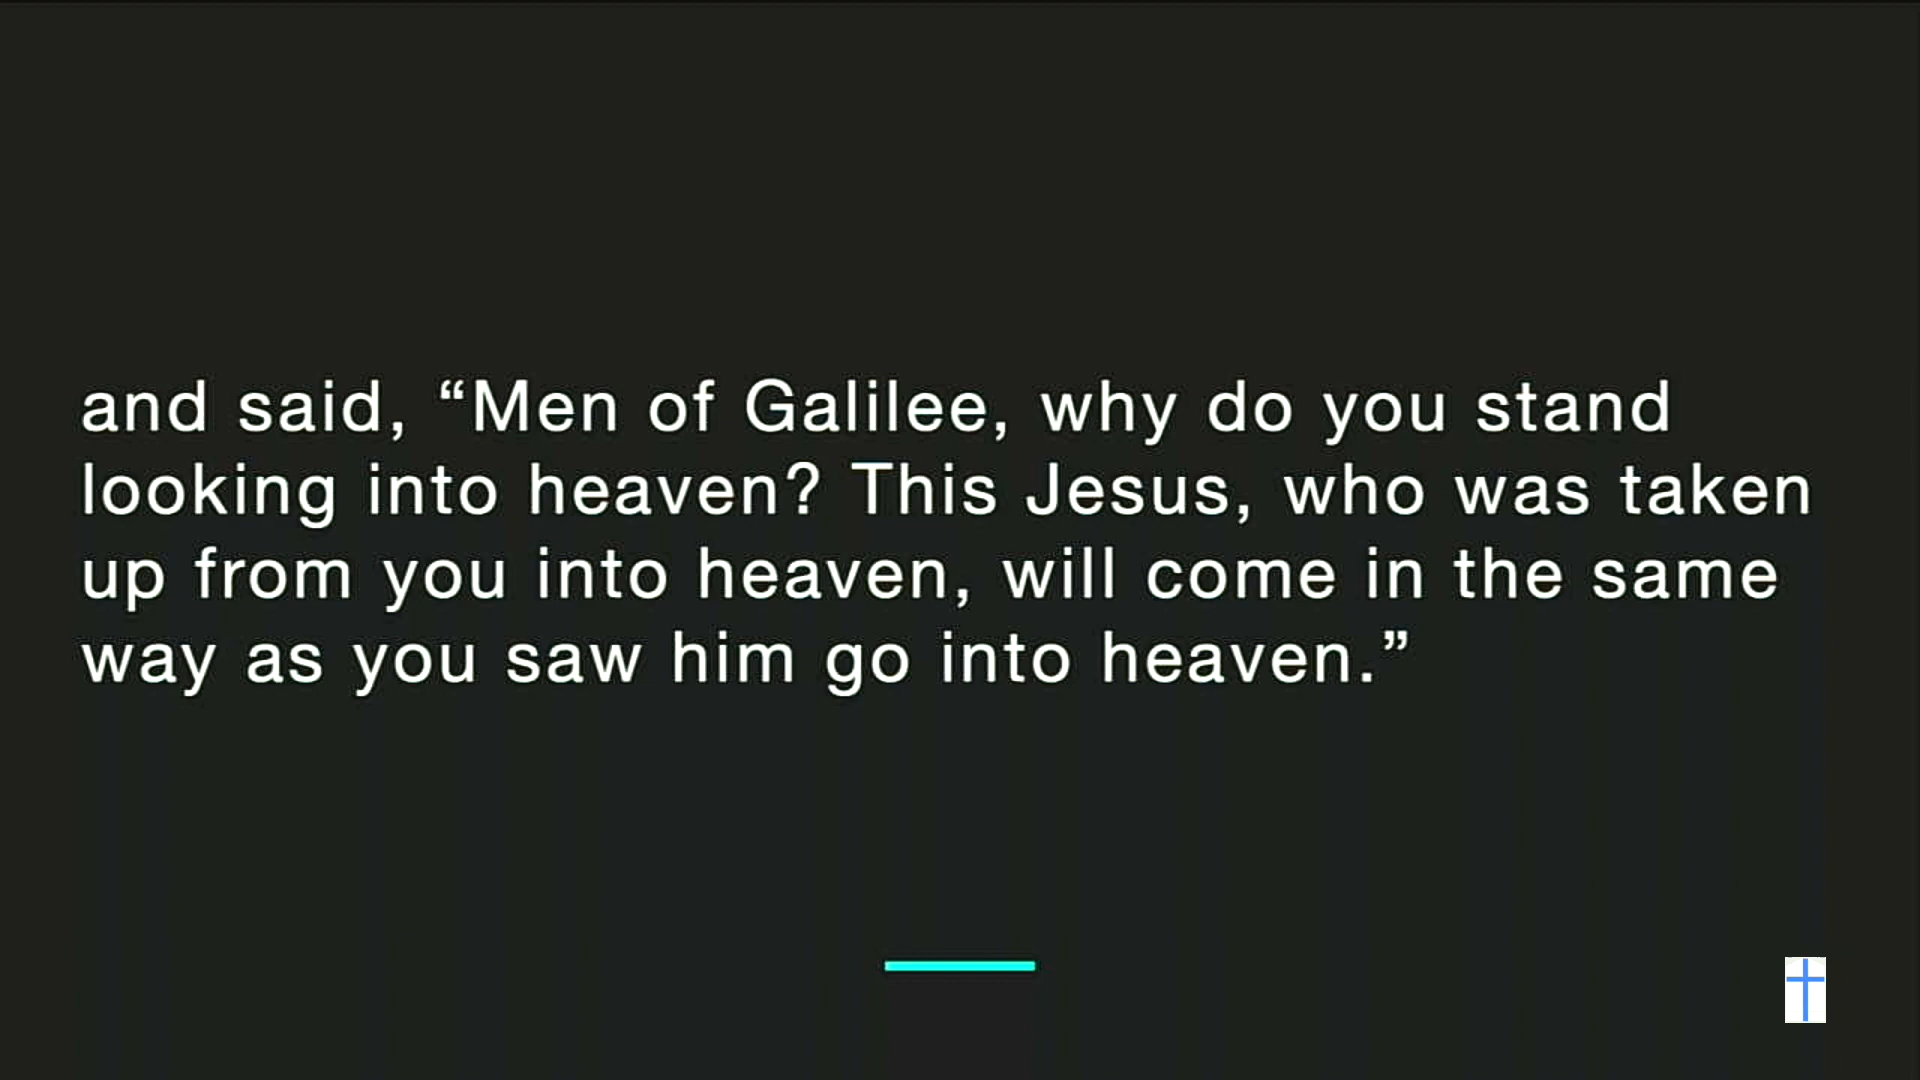 and said, “Men of Galilee, why do you stand
looking into heaven? This Jesus, who was taken
up from you into heaven, will come in the same
way as you saw him go into heaven.”